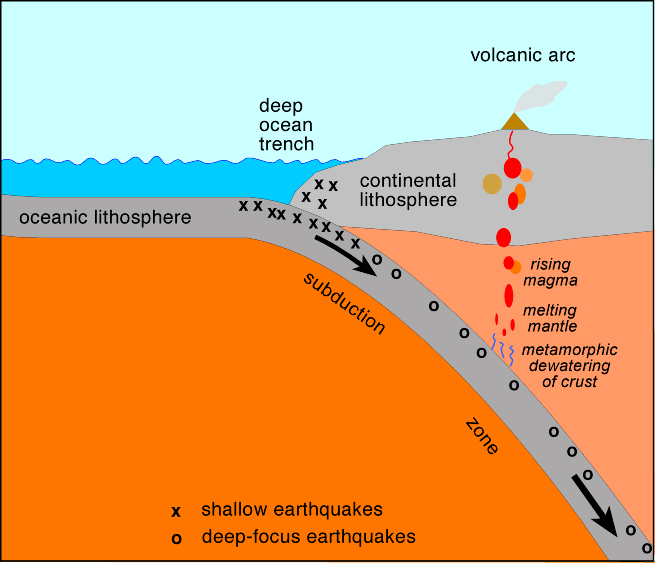 volcanic arc
deep
ocean
trench
continental
lithosphere
oceanic lithosphere
rising
magma
subduction
melting
mantle
metamorphic
dewatering
of crust
zone
x shallow earthquakes
o deep-focus earthquakes